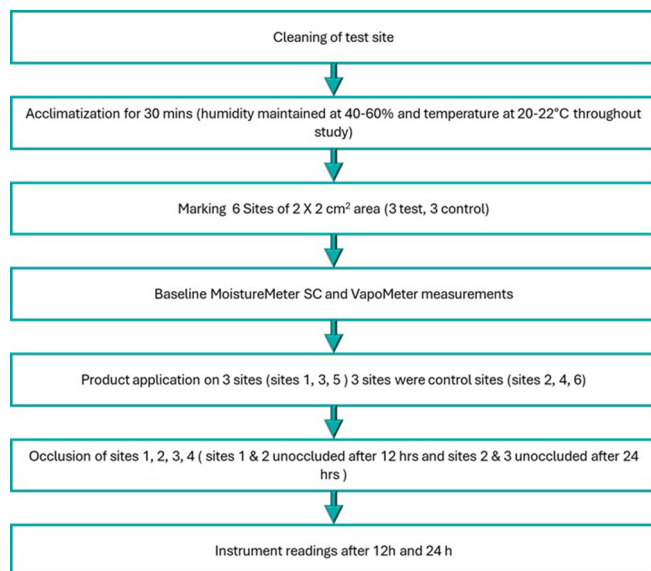 Cleaning of test site
Acclimatization for 30 mins (humidity maintained at 40-60% and temperature at 20-22°C throughout
study)
Marking 6 Sites of 2 X 2 cm² area (3 test, 3 control)
Baseline MoistureMeter SC and VapoMeter measurements
Product application on 3 sites (sites 1, 3, 5 ) 3 sites were control sites (sites 2, 4, 6)
Occlusion of sites 1, 2, 3, 4 ( sites 1 & 2 unoccluded after 12 hrs and sites 2 & 3 unoccluded after 24
hrs )
Instrument readings after 12h and 24 h